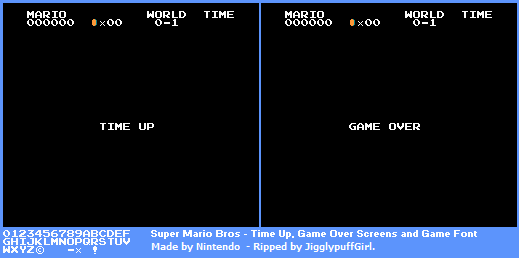 MARIO WORLD TIME
000000 ×00 0-1
TIME UP
MARIO WORLD TIME
000000 ×00 0-1
GAME OVER
0123456789ABCDEF
GHIJKLMNOPQRSTUV
WXYZ© -× !
Super Mario Bros - Time Up, Game Over Screens and Game Font
Made by Nintendo - Ripped by JigglypuffGirl.